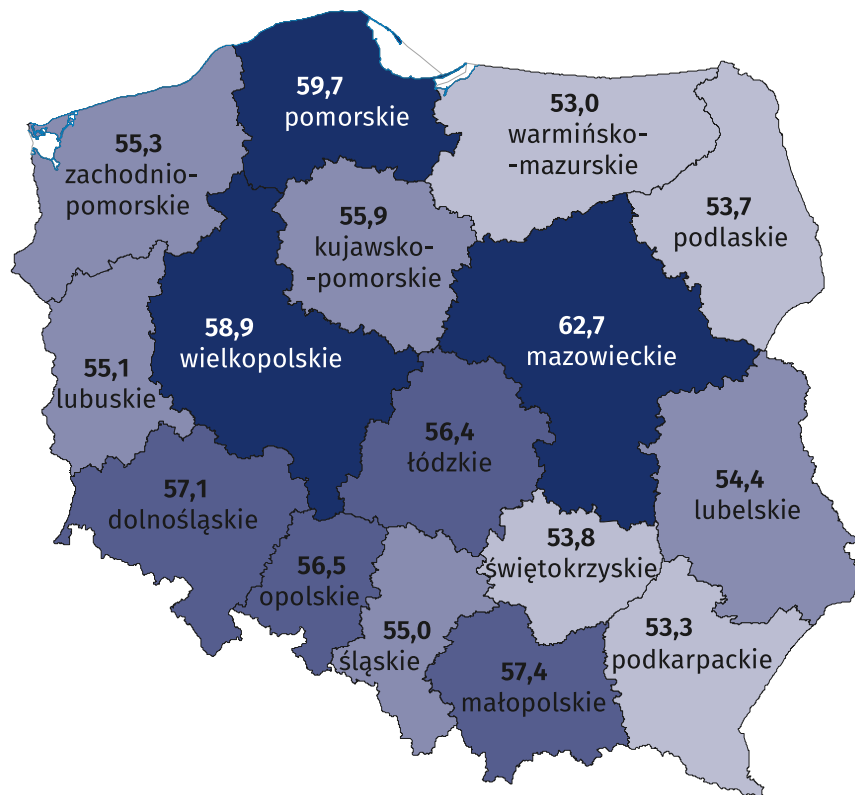 59,7
pomorskie
53,0
warmińsko-
-mazurskie
55,3
zachodnio-
pomorskie
55,9
kujawsko-
-pomorskie
53,7
podlaskie
58,9
wielkopolskie
62,7
mazowieckie
55,1
lubuskie
56,4
łódzkie
57,1
dolnośląskie
54,4
lubelskie
56,5
opolskie
53,8
świętokrzyskie
55,0
śląskie
53,3
podkarpackie
57,4
małopolskie